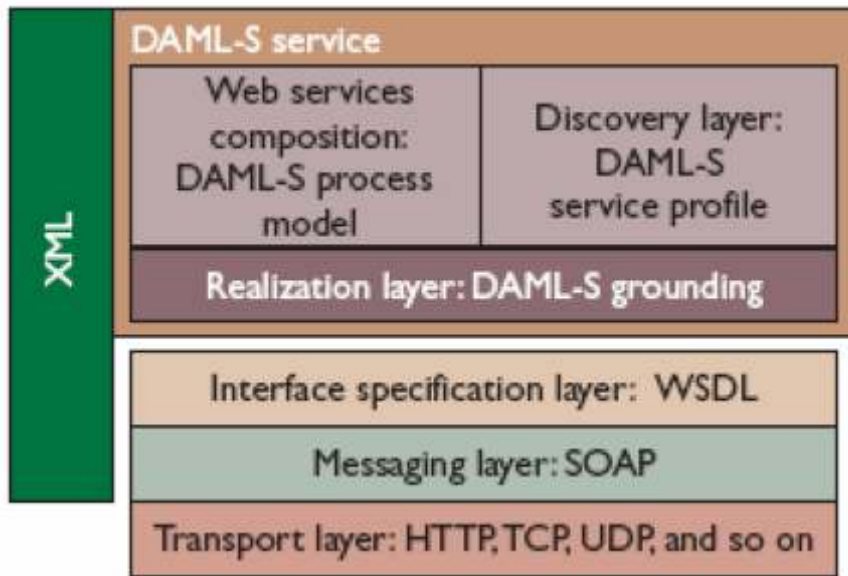 XML
DAML-S service
Web services
composition:
DAML-S process
model
Discovery layer:
DAML-S
service profile
Realization layer: DAML-S grounding
Interface specification layer:  WSDL
Messaging layer: SOAP
Transport layer: HTTP, TCP, UDP, and so on